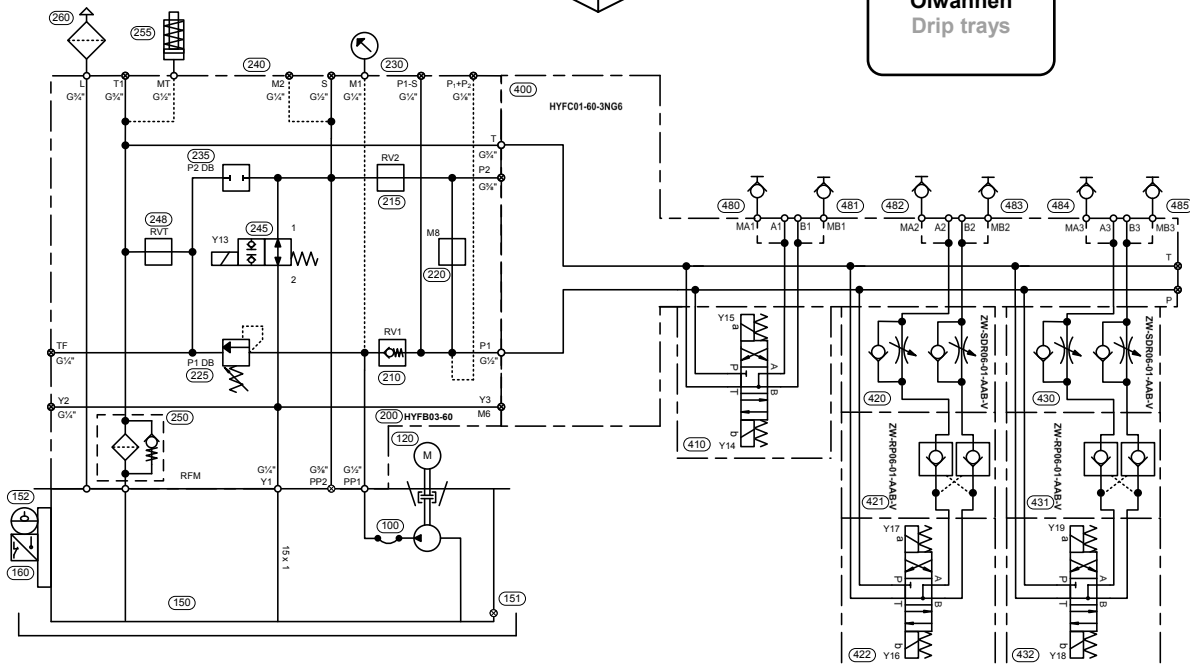 Ölwannen
Drip trays
260
255
240
230
400
HYFC01-60-3NG6
L
T1
MT
M2
S
M1
P1-S
P₁+P₂
G¾"
G¾"
G½"
G¼"
G½"
G¼"
G¼"
G⅛"
T
G¾"
235
P2 DB
RV2
215
P2
G⅜"
248
RVT
245
Y13
1
2
M8
220
TF
G¼"
P1 DB
225
RV1
210
P1
G½"
Y2
G¼"
Y3
M6
200
HYFB03-60
250
RFM
120
M
G¼"
Y1
G⅜"
PP2
G½"
PP1
152
160
100
15 x 1
150
151
480
481
482
483
484
485
MA1
A1
B1
MB1
MA2
A2
B2
MB2
MA3
A3
B3
MB3
T
P
Y15
a
P
A
T
B
b
Y14
410
ZW-SDR06-01-AAB-V
420
ZW-RP06-01-AAB-V
421
Y17
a
P
A
T
B
b
Y16
422
ZW-SDR06-01-AAB-V
430
ZW-RP06-01-AAB-V
431
Y19
a
P
A
T
B
b
Y18
432